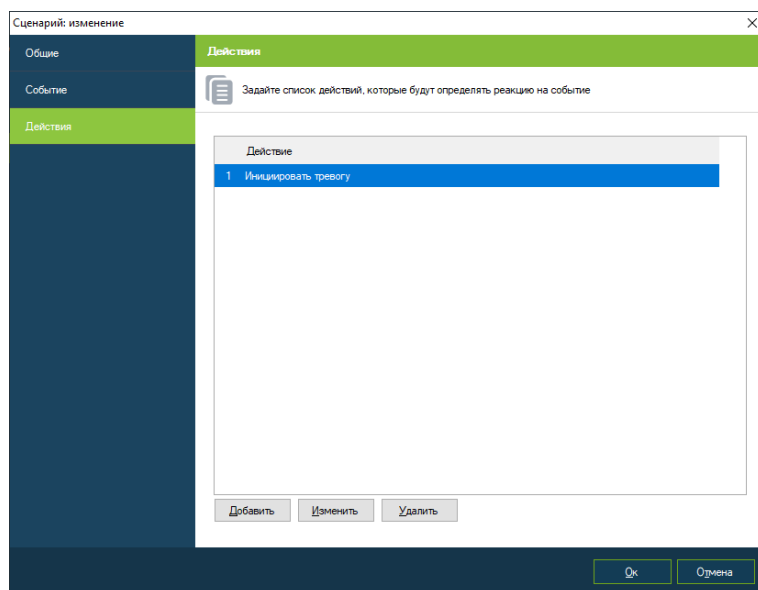 Сценарий: изменение
Общие
Событие
Действия
Действия
Задайте список действий, которые будут определять реакцию на событие
Действие
1 Инициировать тревогу
Добавить Изменить Удалить
Ок Отмена